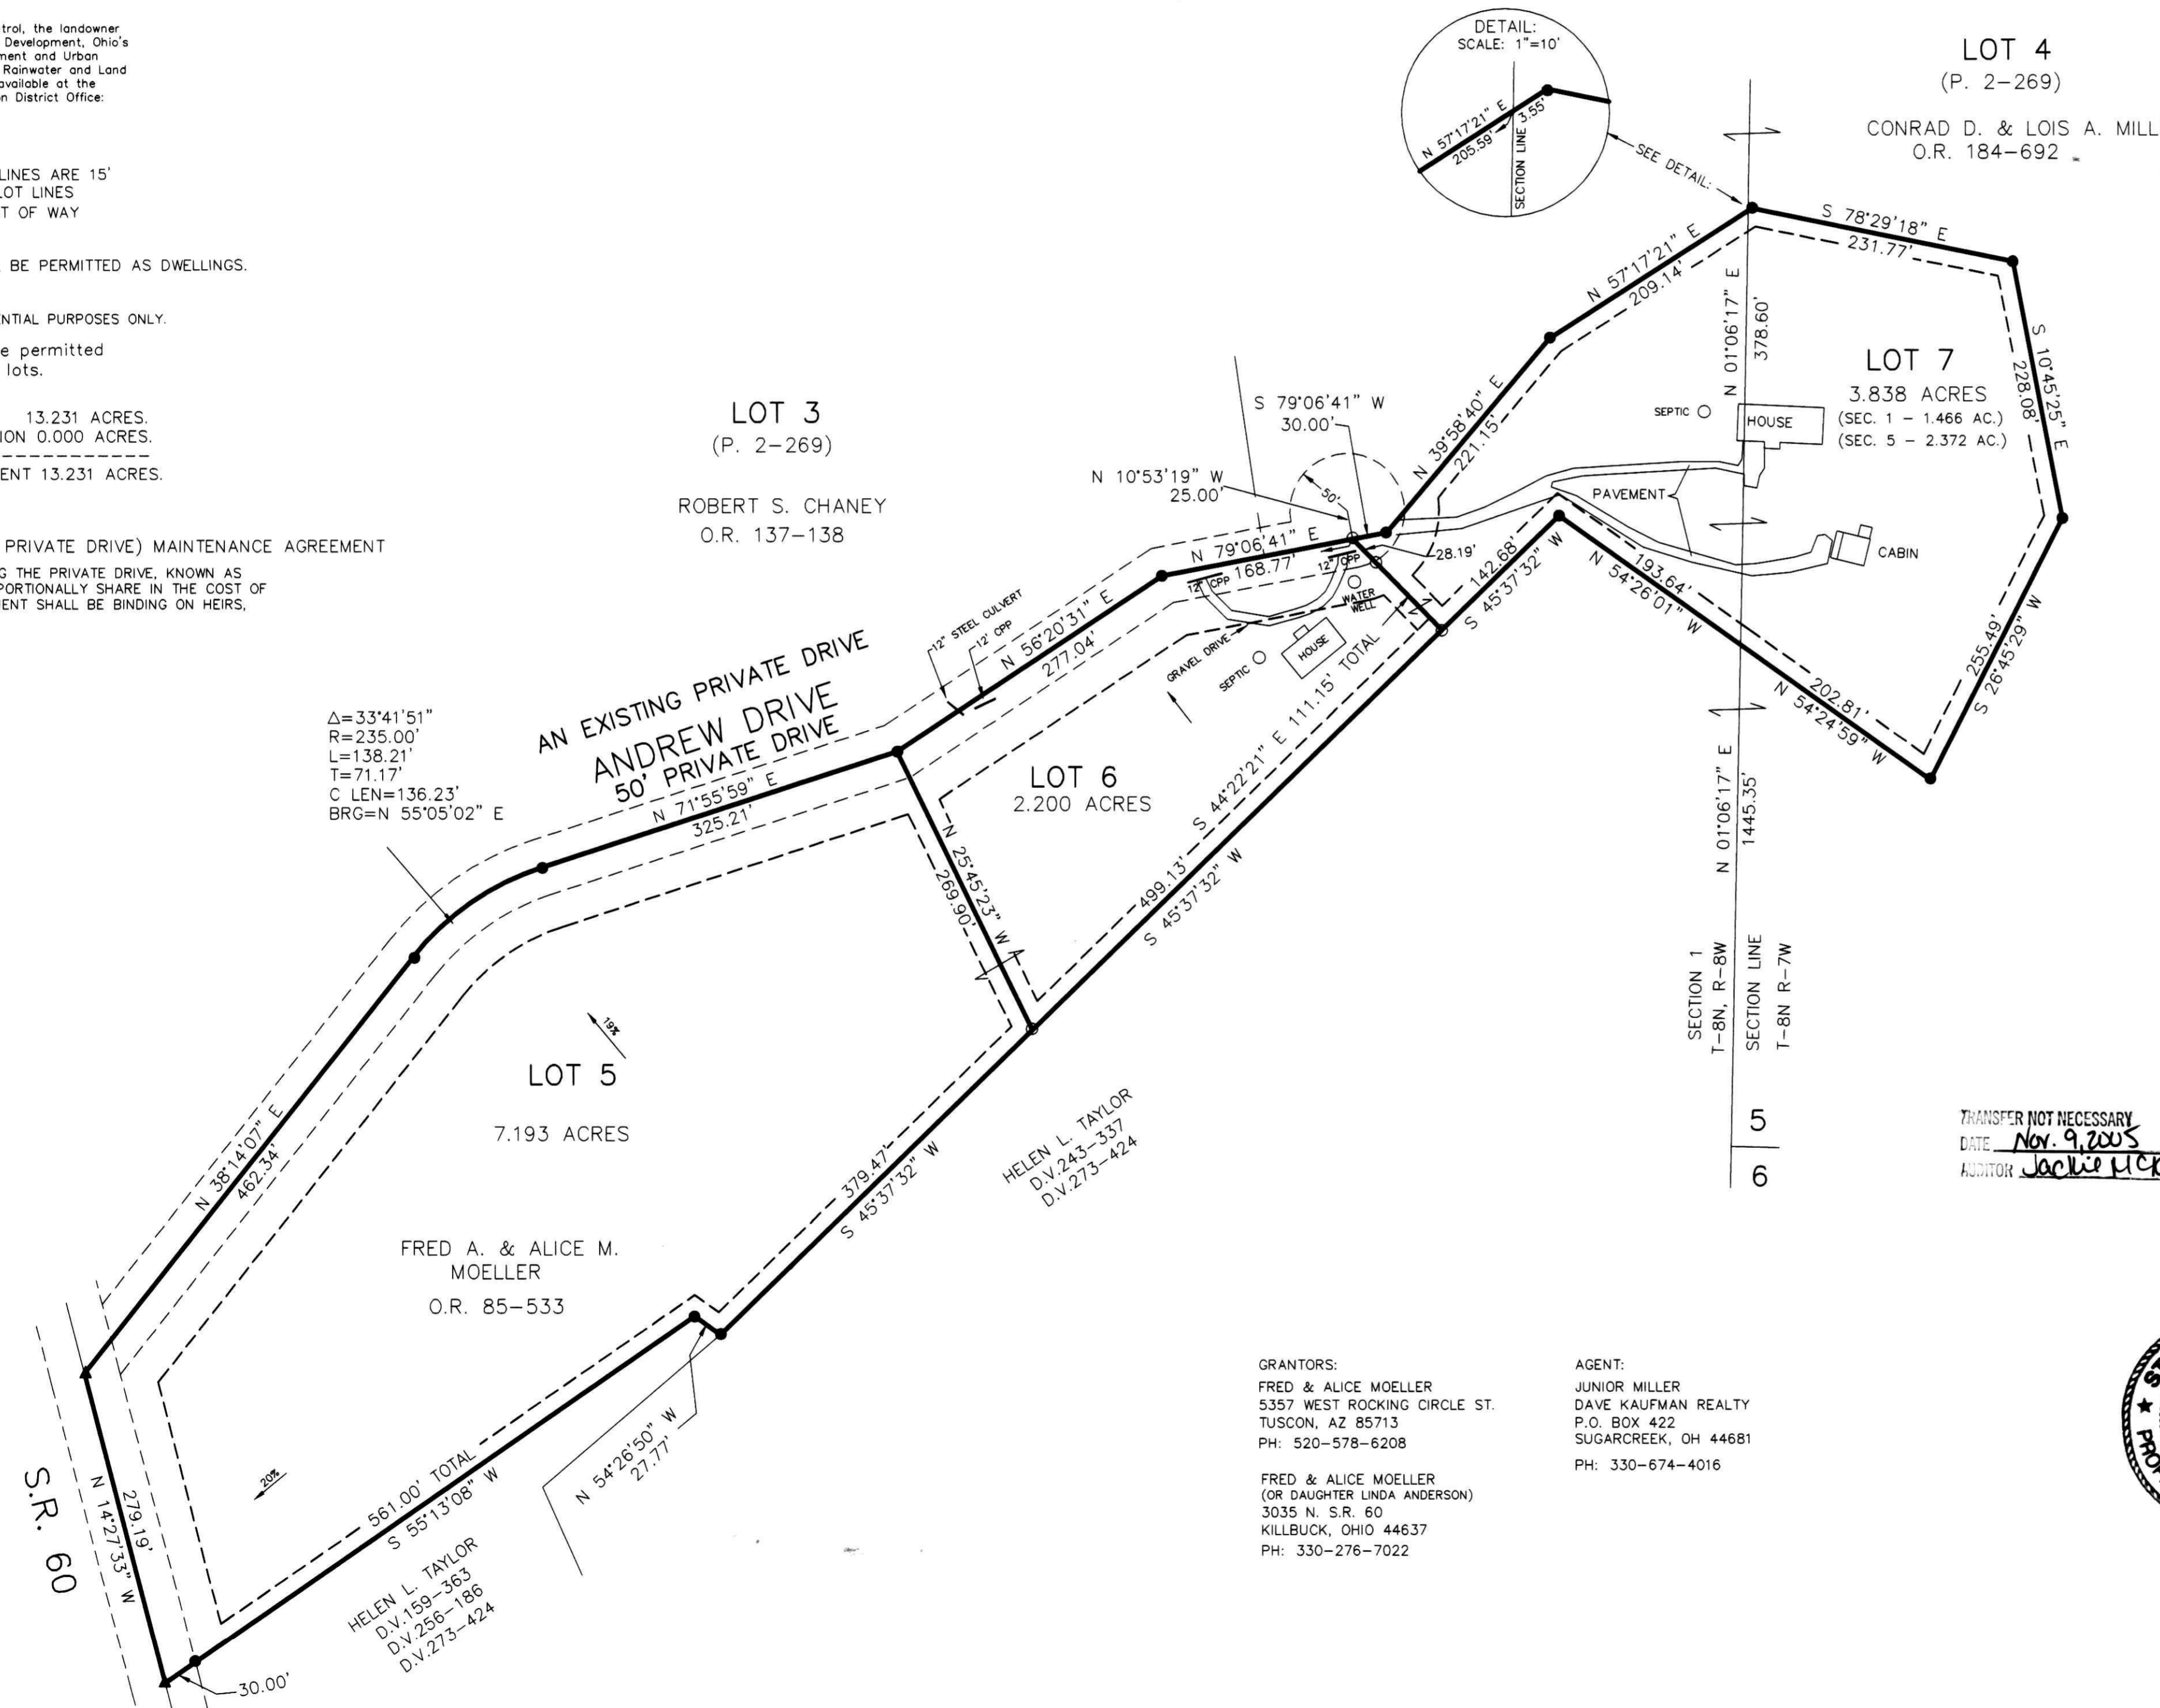 trol, the landowner
Development, Ohio's
ment and Urban
Rainwater and Land
available at the
n District Office:
LINES ARE 15'
LOT LINES
T OF WAY
BE PERMITTED AS DWELLINGS.
ENTIAL PURPOSES ONLY.
e permitted
lots.
13.231 ACRES.
ION 0.000 ACRES.
ENT 13.231 ACRES.
PRIVATE DRIVE) MAINTENANCE AGREEMENT
G THE PRIVATE DRIVE, KNOWN AS
PORTIONALLY SHARE IN THE COST OF
ENT SHALL BE BINDING ON HEIRS,
DETAIL:
SCALE: 1"=10'
N 57°17'21" E
205.59'
3.55'
SECTION LINE
SEE DETAIL:
LOT 4
(P. 2-269)
CONRAD D. & LOIS A. MILL
O.R. 184-692
LOT 3
(P. 2-269)
ROBERT S. CHANEY
O.R. 137-138
S 79°06'41" W
30.00'
N 10°53'19" W
25.00'
50'
N 39°58'40" E
221.15'
N 57°17'21" E
209.14'
S 78°29'18" E
231.77'
N 01°06'17" E
378.60'
S 10°45'25" E
228.08'
LOT 7
3.838 ACRES
(SEC. 1 - 1.466 AC.)
(SEC. 5 - 2.372 AC.)
SEPTIC
HOUSE
PAVEMENT
CABIN
N 79°06'41" E
168.77'
12" CPP
12" CPP
28.19'
WATER
WELL
142.68'
S 45°37'32" W
193.64'
N 54°26'01" W
202.81'
N 54°24'59" W
255.49'
S 26°45'29" W
12" STEEL CULVERT
12' CPP
N 56°20'31" E
277.04'
GRAVEL DRIVE
SEPTIC
HOUSE
S 44°22'21" E 111.15' TOTAL
AN EXISTING PRIVATE DRIVE
ANDREW DRIVE
50' PRIVATE DRIVE
Δ=33°41'51"
R=235.00'
L=138.21'
T=71.17'
C LEN=136.23'
BRG=N 55°05'02" E
N 71°55'59" E
325.21'
LOT 6
2.200 ACRES
N 25°45'23" W
269.90'
499.13'
S 45°37'32" W
N 01°06'17" E
1445.35'
SECTION 1
T-8N, R-8W
SECTION LINE
T-8N R-7W
5
6
19%
LOT 5
7.193 ACRES
N 38°14'07" E
462.34'
FRED A. & ALICE M.
MOELLER
O.R. 85-533
379.47'
S 45°37'32" W
HELEN L. TAYLOR
D.V.243-337
D.V.273-424
TRANSFER NOT NECESSARY
DATE Nov. 9, 2005
AUDITOR Jackie McK
N 54°26'50" W
27.77'
20%
561.00' TOTAL
S 55°13'08" W
S.R. 60
279.19'
N 14°27'33" W
30.00'
HELEN L. TAYLOR
D.V.159-363
D.V.256-186
D.V.273-424
GRANTORS:
FRED & ALICE MOELLER
5357 WEST ROCKING CIRCLE ST.
TUSCON, AZ 85713
PH: 520-578-6208
FRED & ALICE MOELLER
(OR DAUGHTER LINDA ANDERSON)
3035 N. S.R. 60
KILLBUCK, OHIO 44637
PH: 330-276-7022
AGENT:
JUNIOR MILLER
DAVE KAUFMAN REALTY
P.O. BOX 422
SUGARCREEK, OH 44681
PH: 330-674-4016
ST
PROF